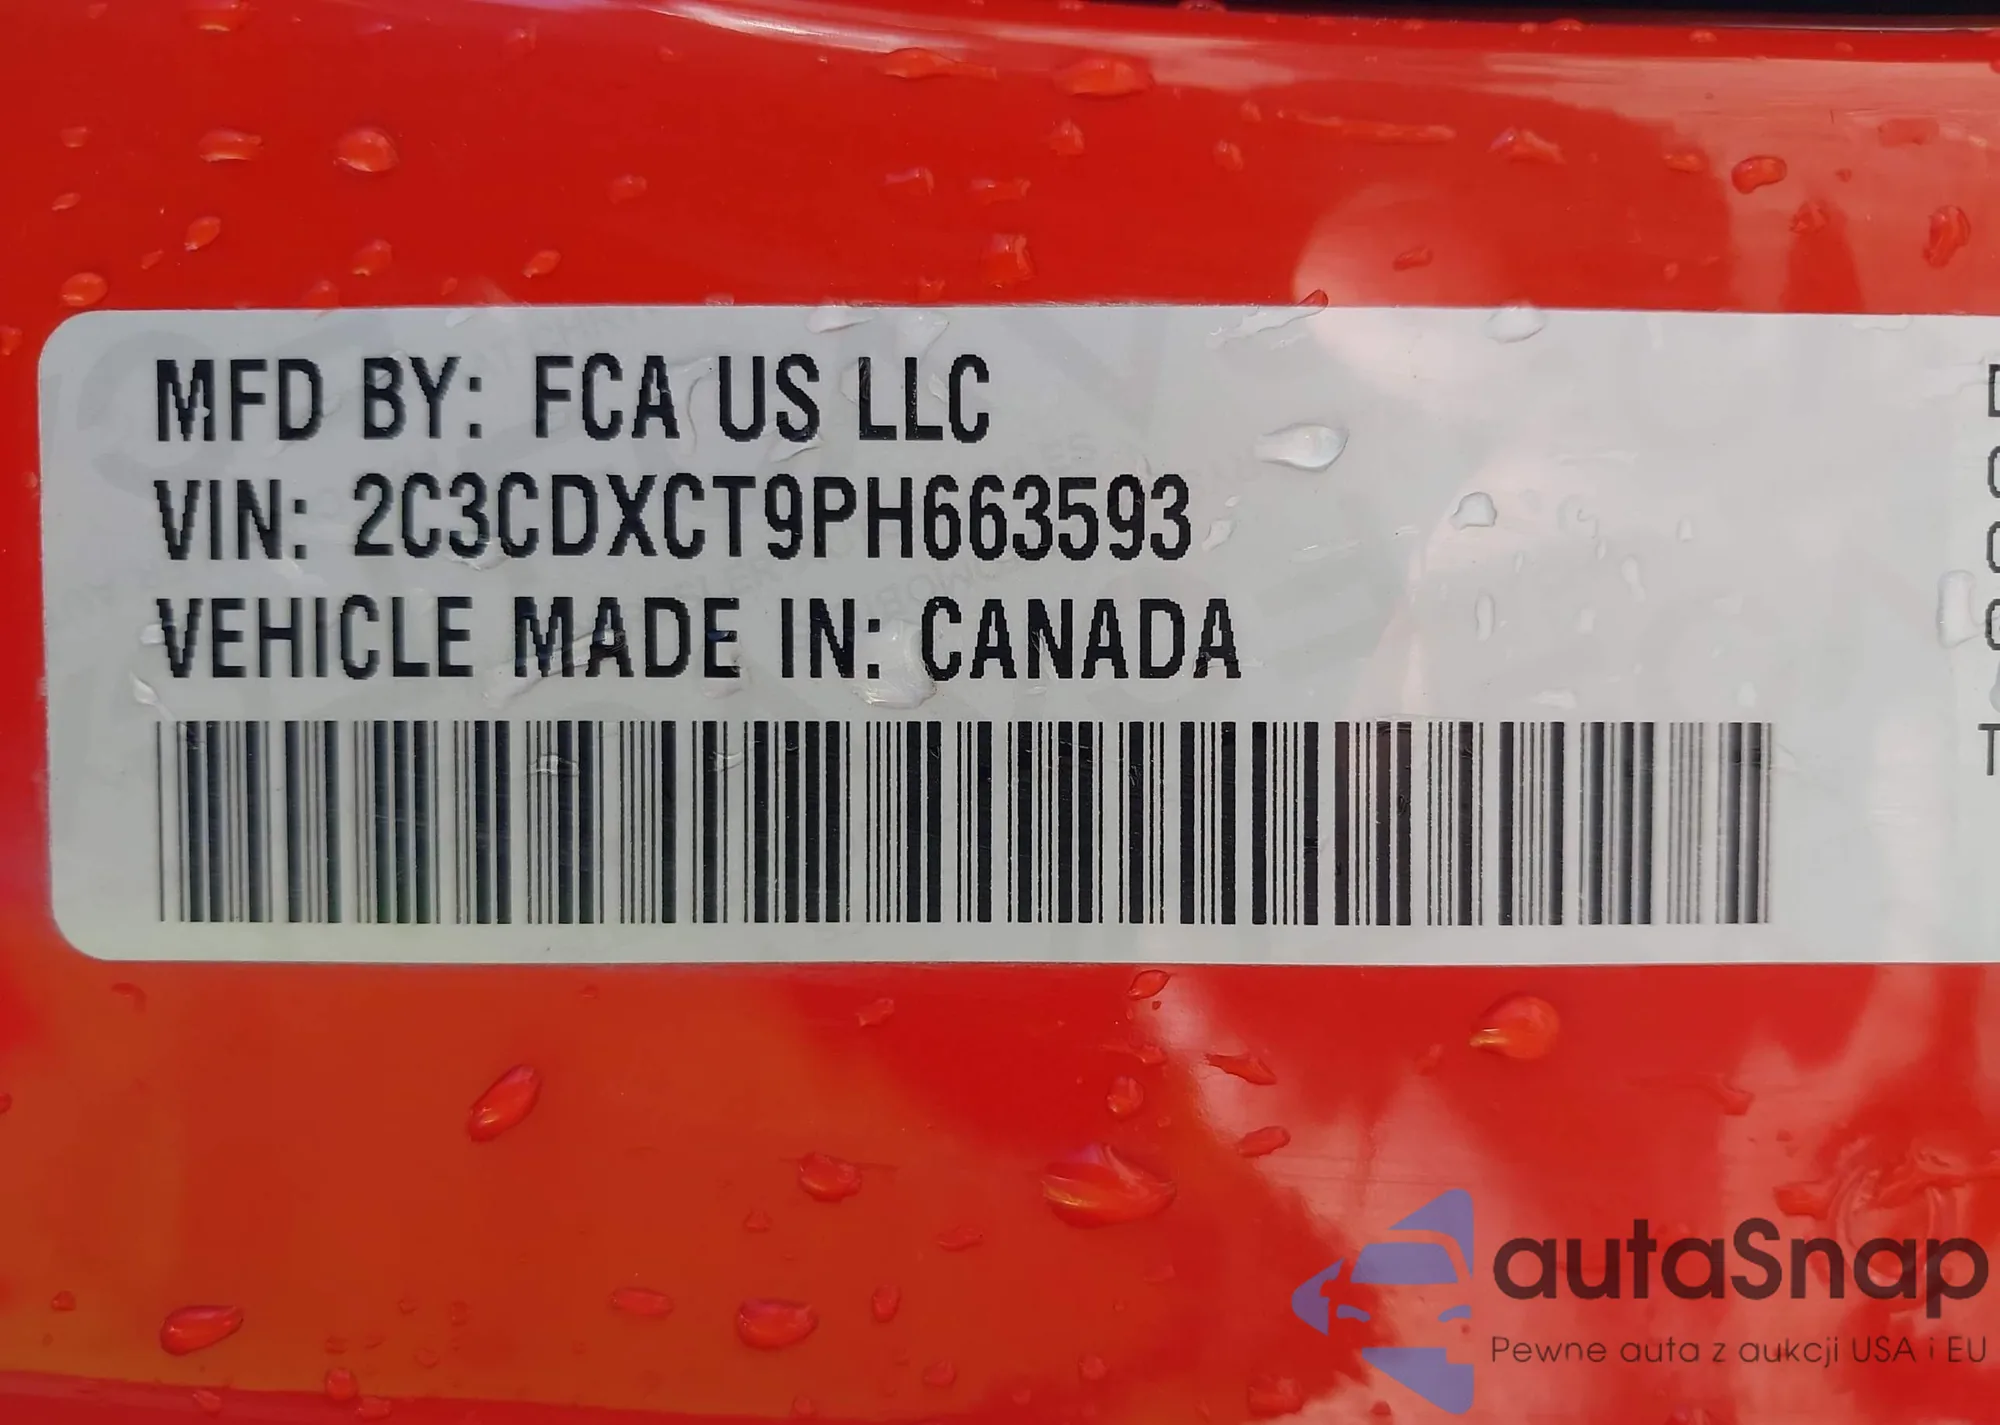 MFD BY: FCA US LLC
VIN: 2C3CDXCT9PH663593
VEHICLE MADE IN: CANADA
T
autaSnap
Pewne auta z aukcji USA i EU